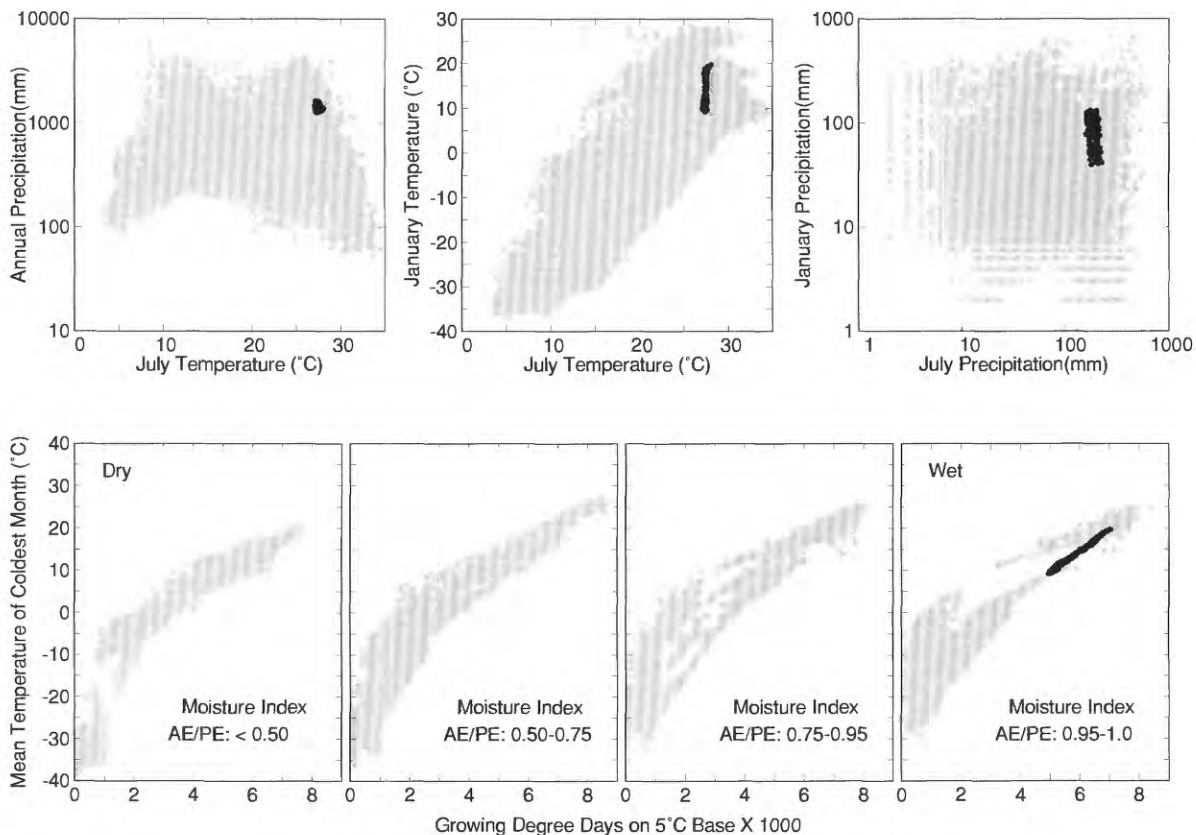 10000
1000
100
10
Annual Precipitation(mm)
0 10 20 30
July Temperature (°C)
30
20
10
0
-10
-20
-30
-40
January Temperature (°C)
0 10 20 30
July Temperature (°C)
1000
100
10
1
January Precipitation(mm)
1 10 100 1000
July Precipitation(mm)
Mean Temperature of Coldest Month (°C)
40
30
20
10
0
-10
-20
-30
-40
Dry
Moisture Index
AE/PE: < 0.50
0 2 4 6 8
Moisture Index
AE/PE: 0.50-0.75
0 2 4 6 8
Moisture Index
AE/PE: 0.75-0.95
0 2 4 6 8
Wet
Moisture Index
AE/PE: 0.95-1.0
0 2 4 6 8
Growing Degree Days on 5°C Base X 1000